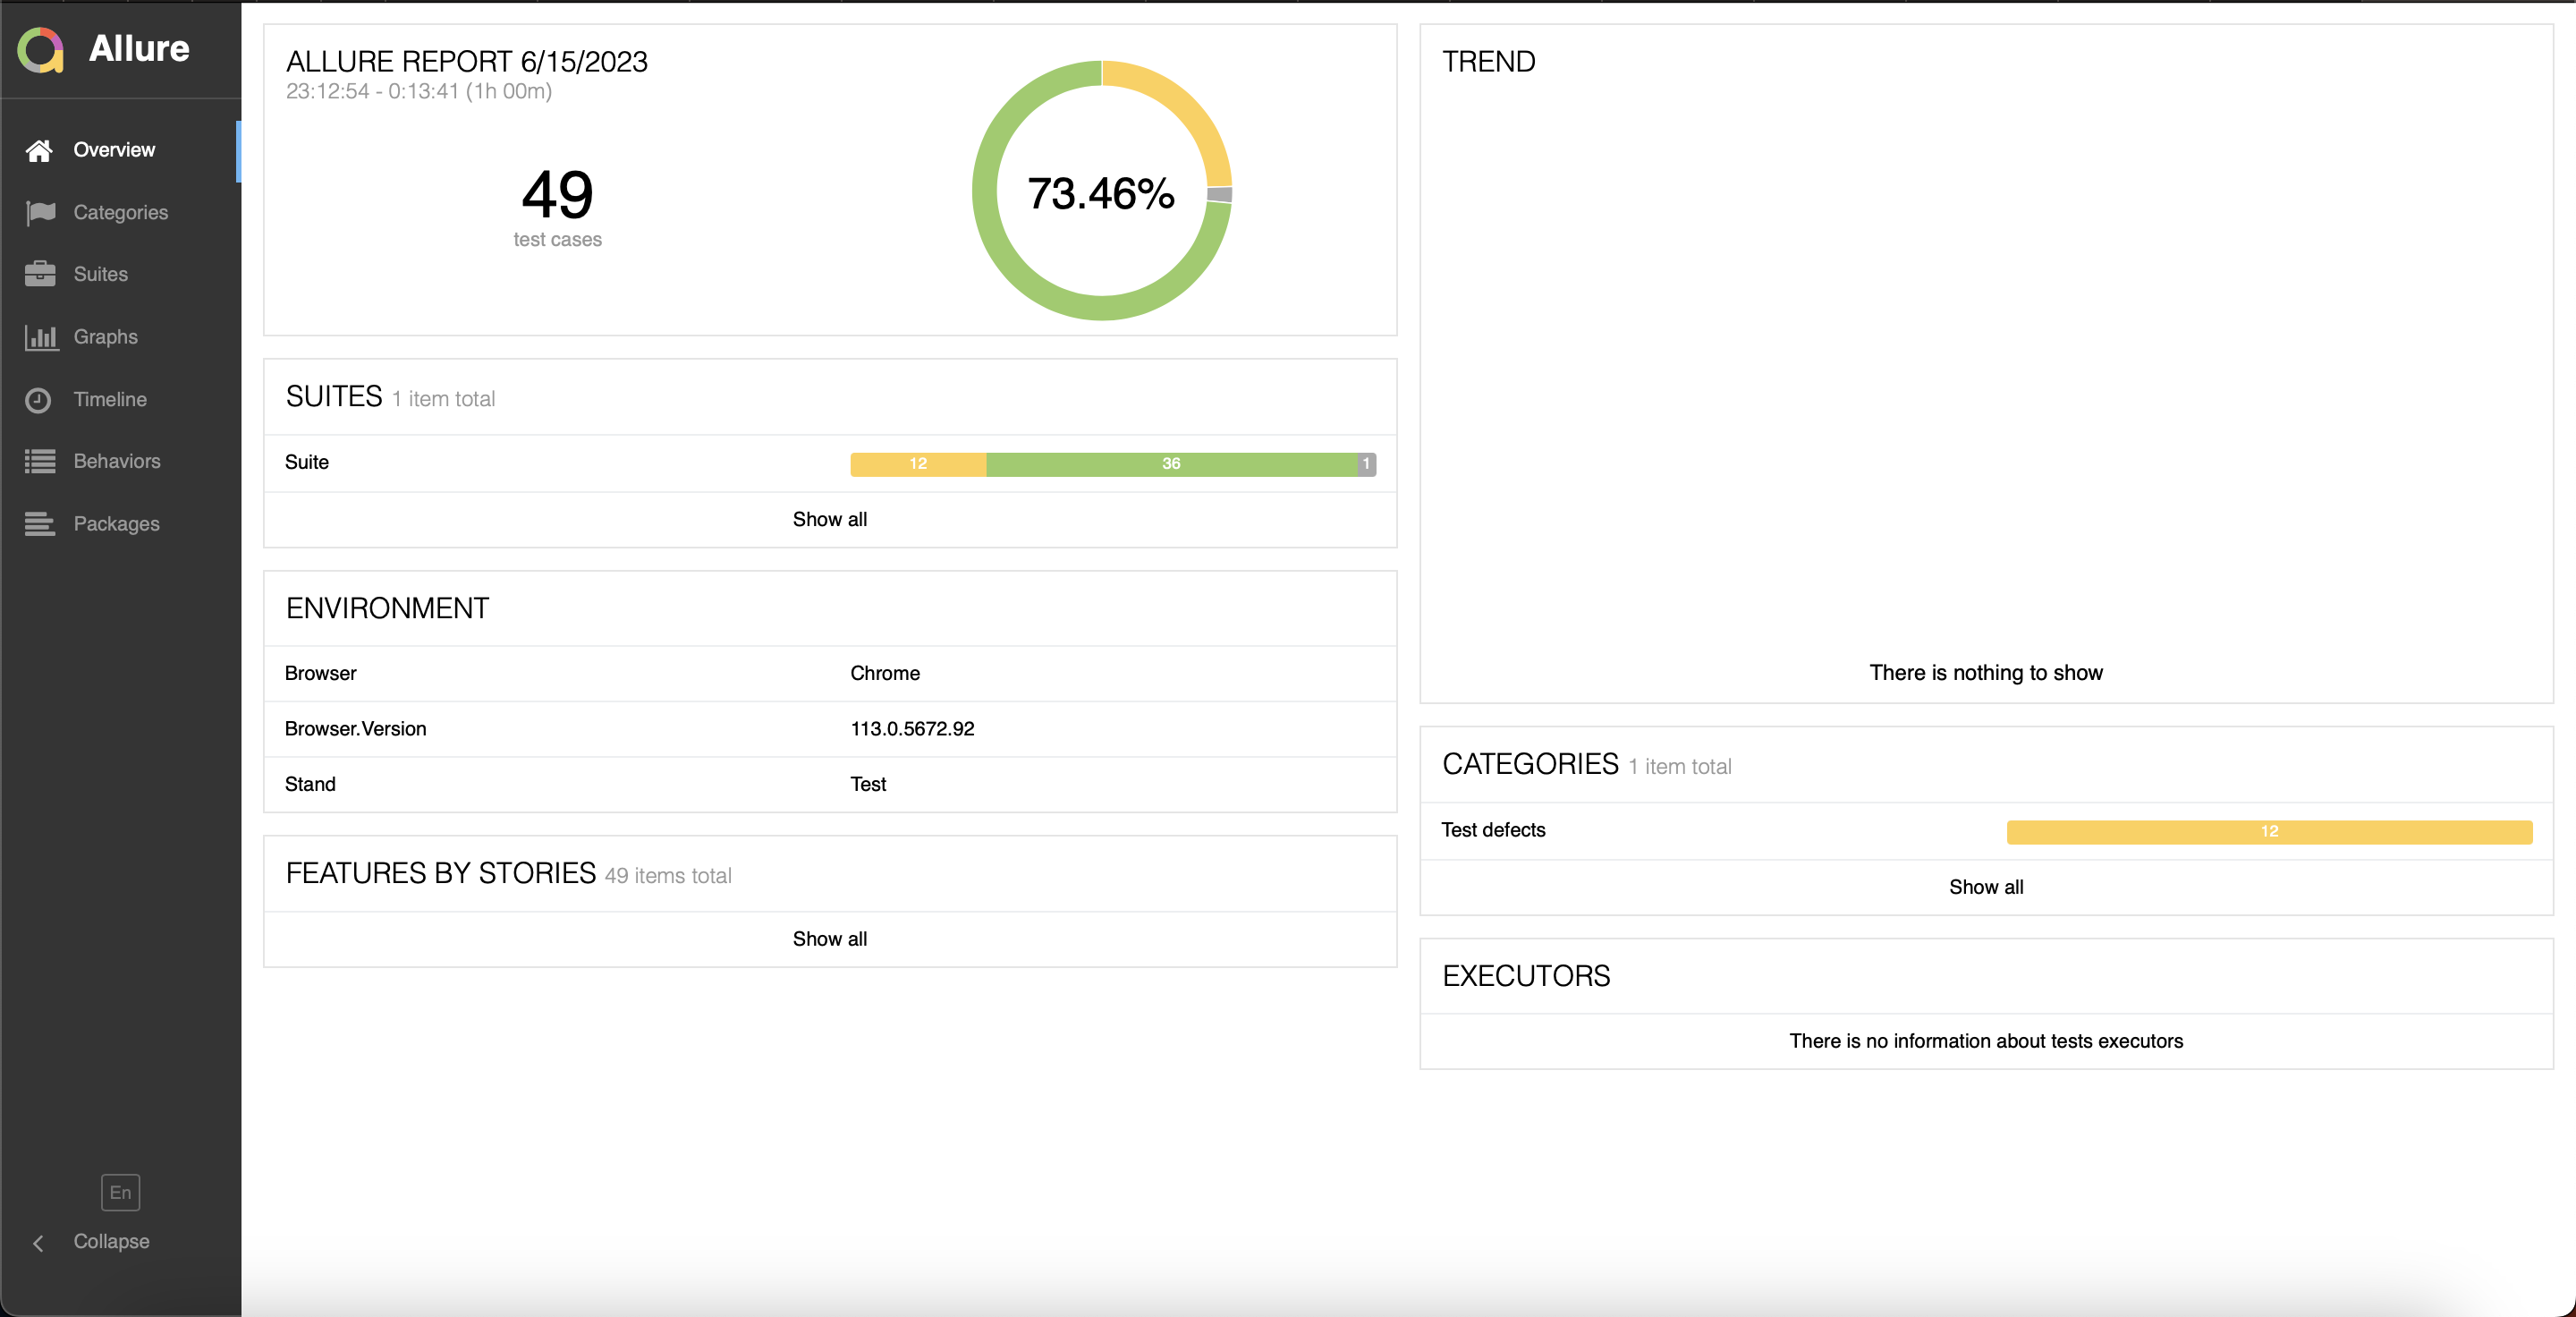 Allure
Overview
Categories
Suites
Graphs
Timeline
Behaviors
Packages
En
Collapse
ALLURE REPORT 6/15/2023
23:12:54 - 0:13:41 (1h 00m)
49
test cases
73.46%
SUITES 1 item total
Suite 12 36 1
Show all
ENVIRONMENT
Browser Chrome
Browser.Version 113.0.5672.92
Stand Test
FEATURES BY STORIES 49 items total
Show all
TREND
There is nothing to show
CATEGORIES 1 item total
Test defects 12
Show all
EXECUTORS
There is no information about tests executors